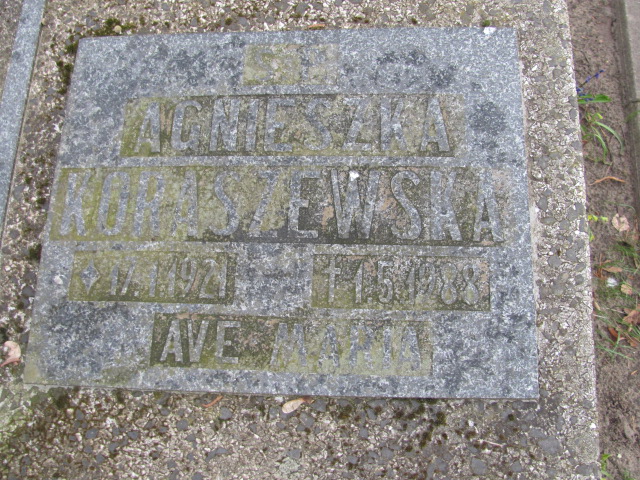 Ś.P.
AGNIESZKA
KORASZEWSKA
17.1.1921 † 1.5.1988
AVE MARIA